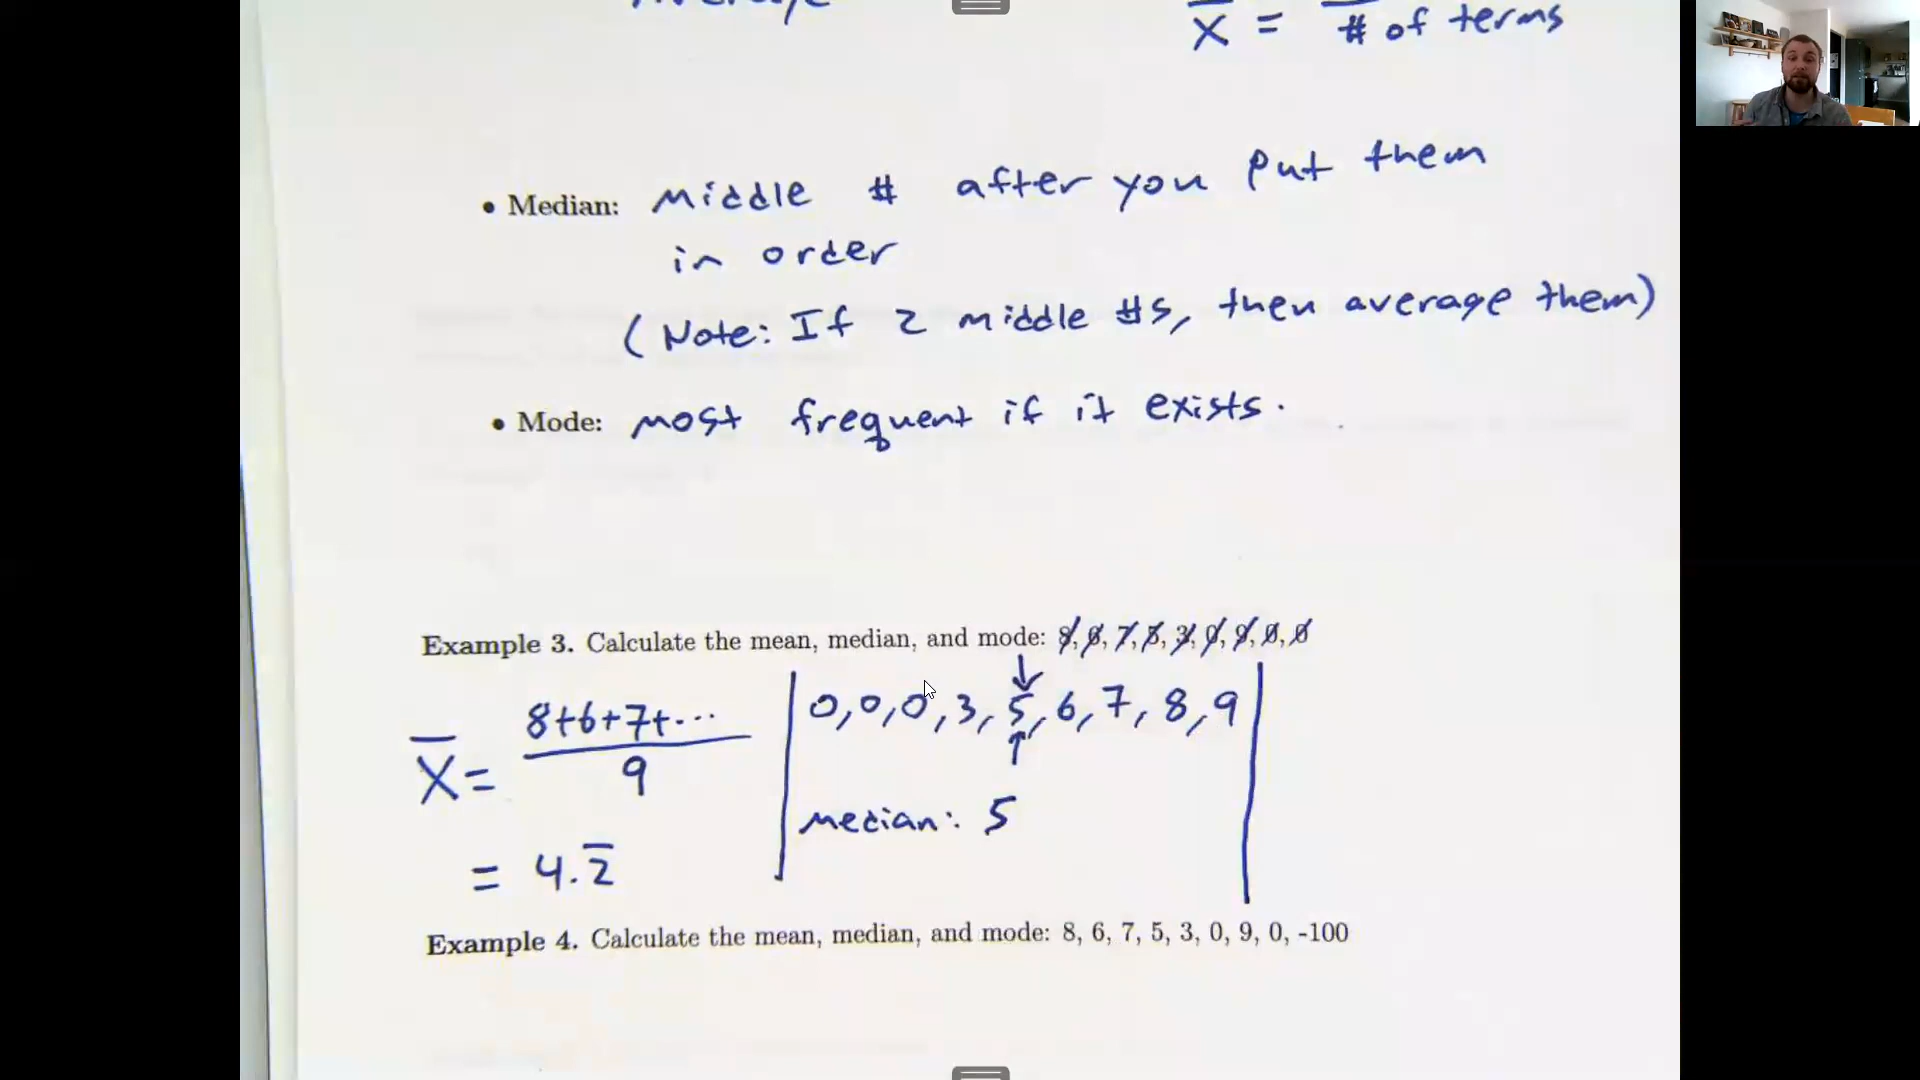 Average
X̄ = # of terms
• Median: middle # after you put them
in order
(Note: If 2 middle #s, then average them)
• Mode: most frequent if it exists.
Example 3. Calculate the mean, median, and mode: 8, 6, 7, 5, 3, 0, 9, 0, 0
X̄ = 8+6+7+... / 9
= 4.2̅
0, 0, 0, 3, 5, 6, 7, 8, 9
median: 5
Example 4. Calculate the mean, median, and mode: 8, 6, 7, 5, 3, 0, 9, 0, -100